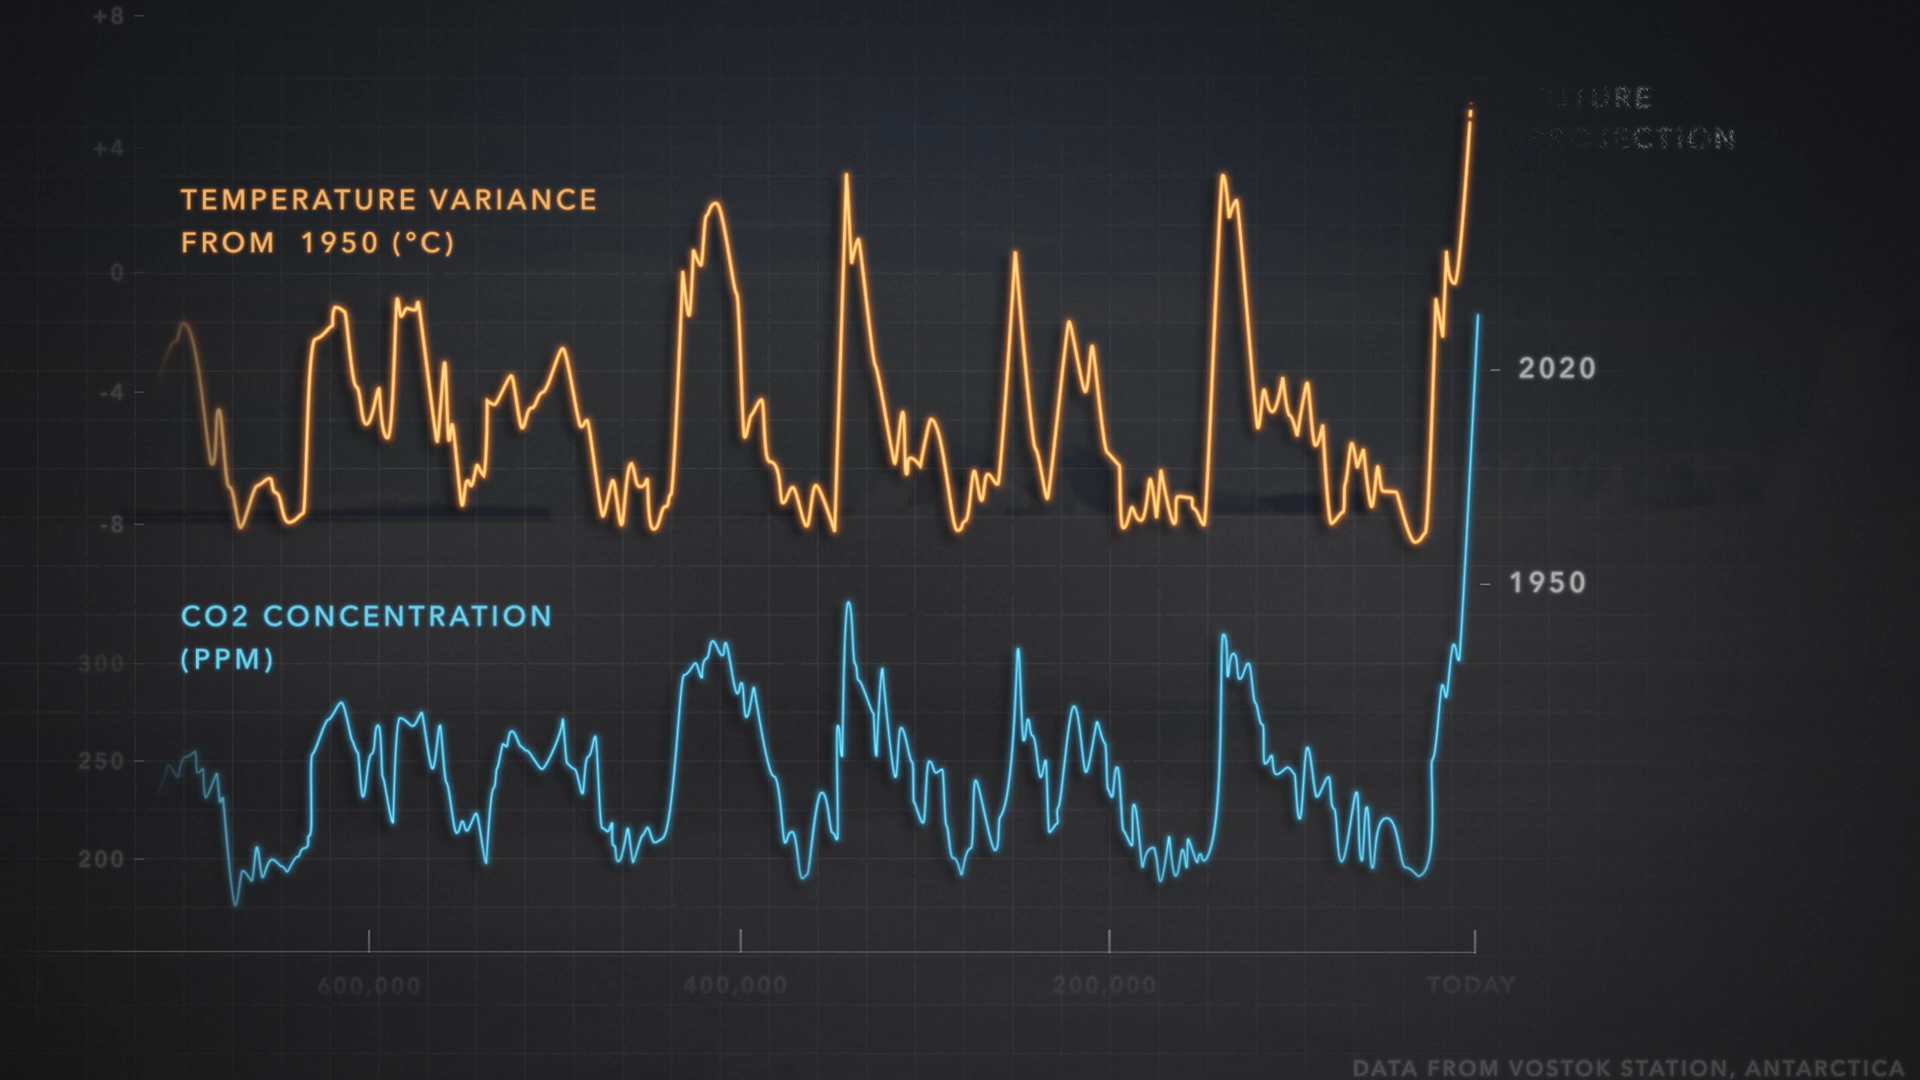 +8
+4
TEMPERATURE VARIANCE
FROM 1950 (°C)
0
-4
-8
2020
1950
CO2 CONCENTRATION
(PPM)
300
250
200
600,000
400,000
200,000
TODAY
DATA FROM VOSTOK STATION, ANTARCTICA